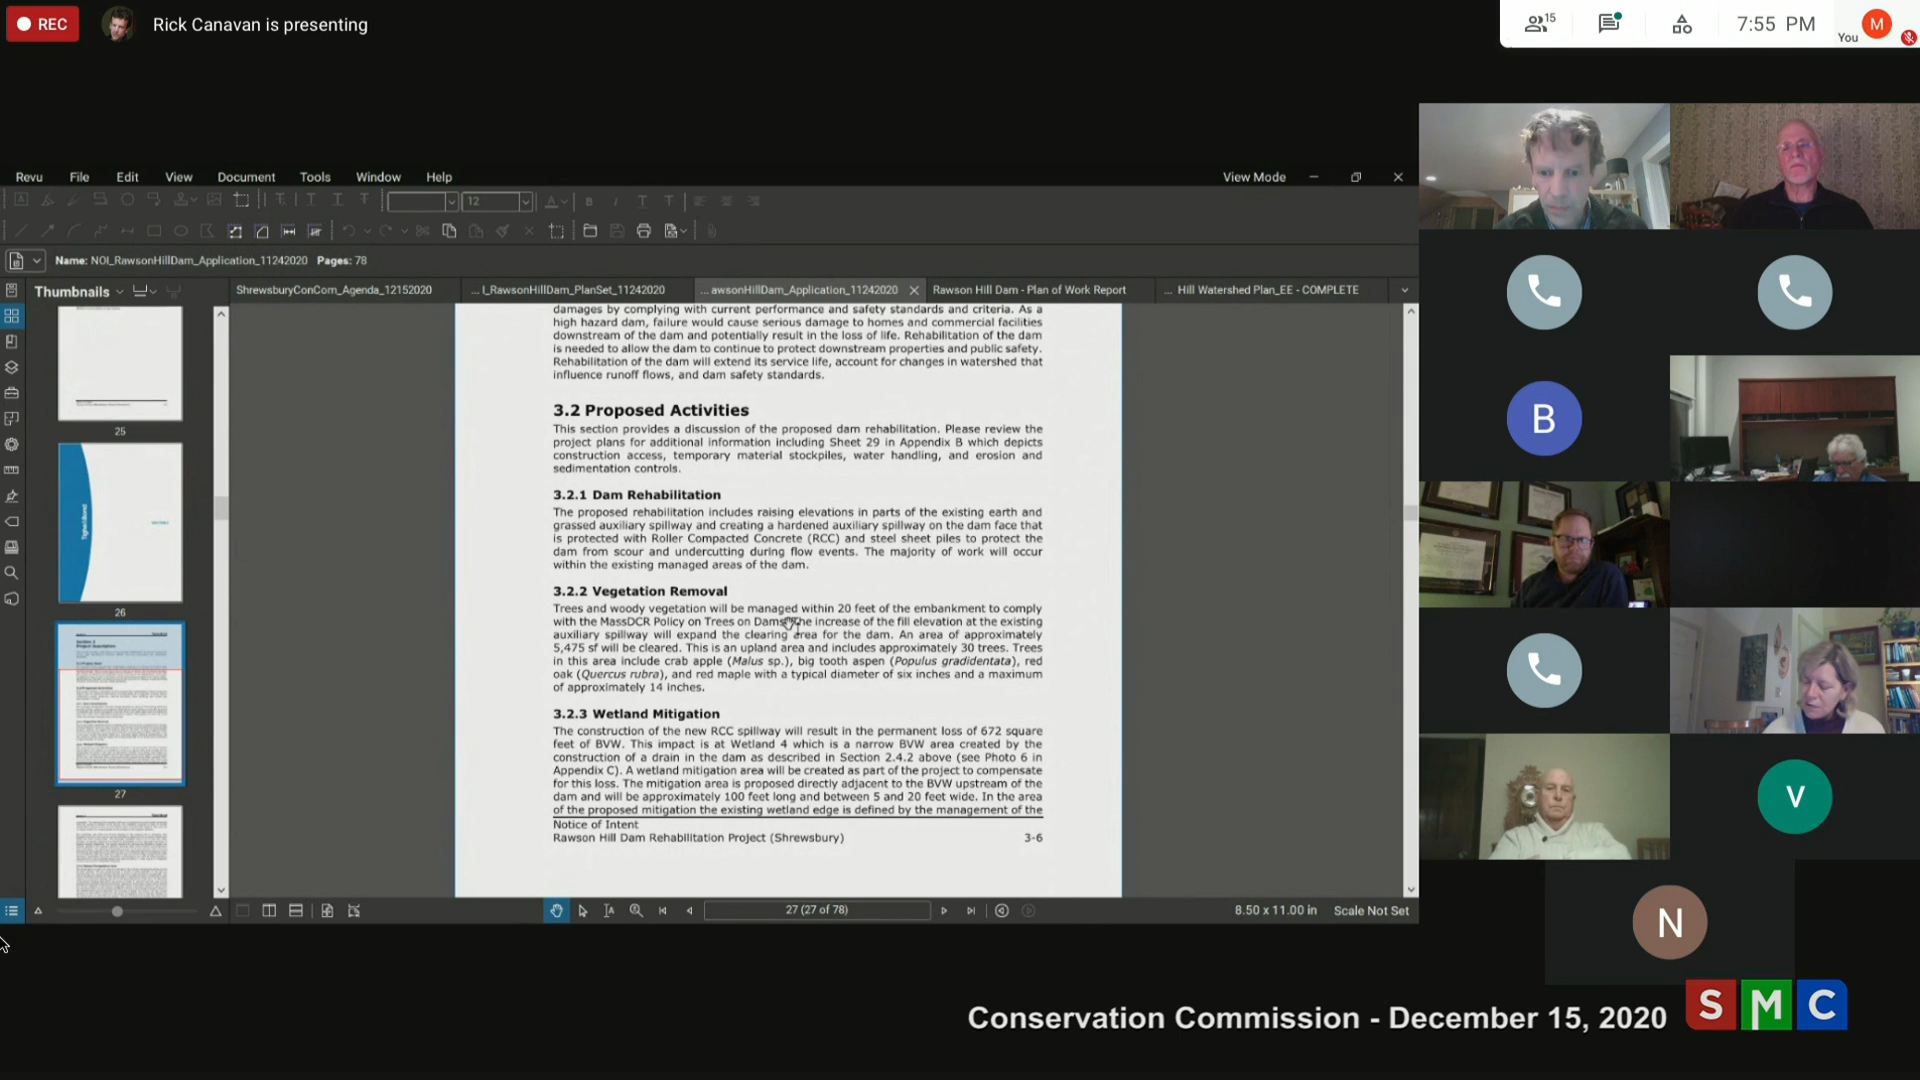 REC
Rick Canavan is presenting
15
7:55 PM
You
M
Revu File Edit View Document Tools Window Help
View Mode
12
Name: NOI_RawsonHillDam_Application_11242020 Pages: 78
Thumbnails
ShrewsburyConCom_Agenda_12152020
... I_RawsonHillDam_PlanSet_11242020
... awsonHillDam_Application_11242020
Rawson Hill Dam - Plan of Work Report
... Hill Watershed Plan_EE - COMPLETE
25
26
27
damages by complying with current performance and safety standards and criteria. As a
high hazard dam, failure would cause serious damage to homes and commercial facilities
downstream of the dam and potentially result in the loss of life. Rehabilitation of the dam
is needed to allow the dam to continue to protect downstream properties and public safety.
Rehabilitation of the dam will extend its service life, account for changes in watershed that
influence runoff flows, and dam safety standards.
3.2 Proposed Activities
This section provides a discussion of the proposed dam rehabilitation. Please review the
project plans for additional information including Sheet 29 in Appendix B which depicts
construction access, temporary material stockpiles, water handling, and erosion and
sedimentation controls.
3.2.1 Dam Rehabilitation
The proposed rehabilitation includes raising elevations in parts of the existing earth and
grassed auxiliary spillway and creating a hardened auxiliary spillway on the dam face that
is protected with Roller Compacted Concrete (RCC) and steel sheet piles to protect the
dam from scour and undercutting during flow events. The majority of work will occur
within the existing managed areas of the dam.
3.2.2 Vegetation Removal
Trees and woody vegetation will be managed within 20 feet of the embankment to comply
with the MassDCR Policy on Trees on Dams. The increase of the fill elevation at the existing
auxiliary spillway will expand the clearing area for the dam. An area of approximately
5,475 sf will be cleared. This is an upland area and includes approximately 30 trees. Trees
in this area include crab apple (Malus sp.), big tooth aspen (Populus gradidentata), red
oak (Quercus rubra), and red maple with a typical diameter of six inches and a maximum
of approximately 14 inches.
3.2.3 Wetland Mitigation
The construction of the new RCC spillway will result in the permanent loss of 672 square
feet of BVW. This impact is at Wetland 4 which is a narrow BVW area created by the
construction of a drain in the dam as described in Section 2.4.2 above (see Photo 6 in
Appendix C). A wetland mitigation area will be created as part of the project to compensate
for this loss. The mitigation area is proposed directly adjacent to the BVW upstream of the
dam and will be approximately 100 feet long and between 5 and 20 feet wide. In the area
of the proposed mitigation the existing wetland edge is defined by the management of the
Notice of Intent
Rawson Hill Dam Rehabilitation Project (Shrewsbury) 3-6
27 (27 of 78)
8.50 x 11.00 in Scale Not Set
B
V
N
Conservation Commission - December 15, 2020
SMC